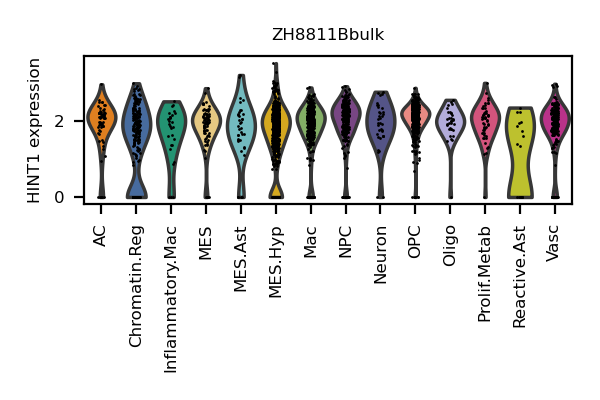 ZH8811Bbulk
HINT1 expression
2
0
AC
Chromatin.Reg
Inflammatory.Mac
MES
MES.Ast
MES.Hyp
Mac
NPC
Neuron
OPC
Oligo
Prolif.Metab
Reactive.Ast
Vasc